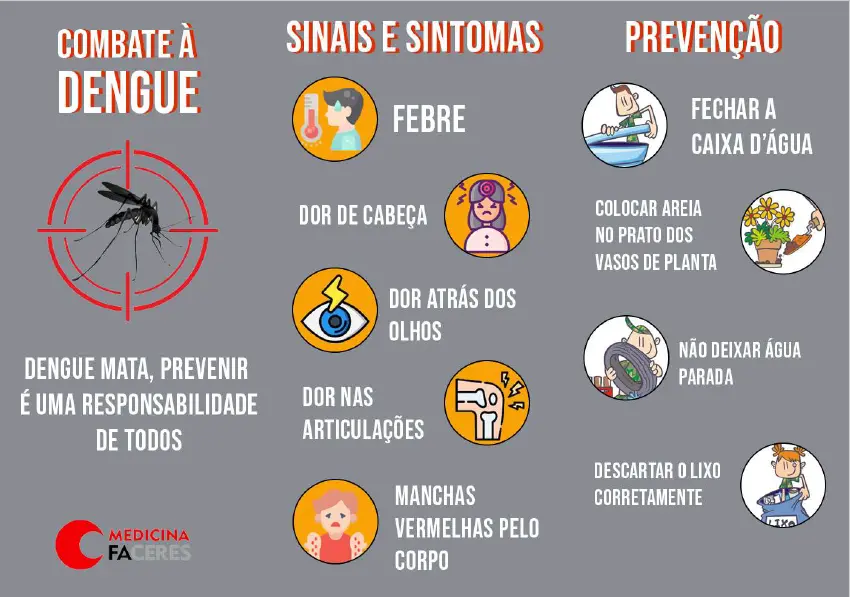 COMBATE À
DENGUE
DENGUE MATA, PREVENIR
É UMA RESPONSABILIDADE
DE TODOS
MEDICINA
FACERES
SINAIS E SINTOMAS
FEBRE
DOR DE CABEÇA
DOR ATRÁS DOS
OLHOS
DOR NAS
ARTICULAÇÕES
MANCHAS
VERMELHAS PELO
CORPO
PREVENÇÃO
FECHAR A
CAIXA D'ÁGUA
COLOCAR AREIA
NO PRATO DOS
VASOS DE PLANTA
NÃO DEIXAR ÁGUA
PARADA
DESCARTAR O LIXO
CORRETAMENTE
LIXO